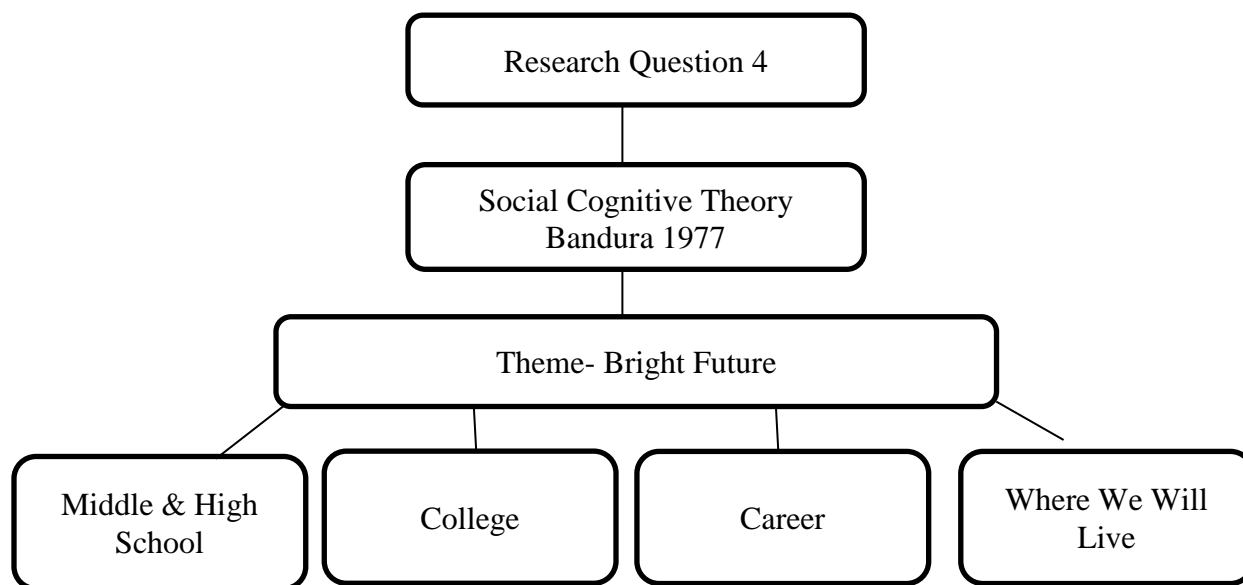 Research Question 4
Social Cognitive Theory
Bandura 1977
Theme- Bright Future
Middle & High
School
College
Career
Where We Will
Live